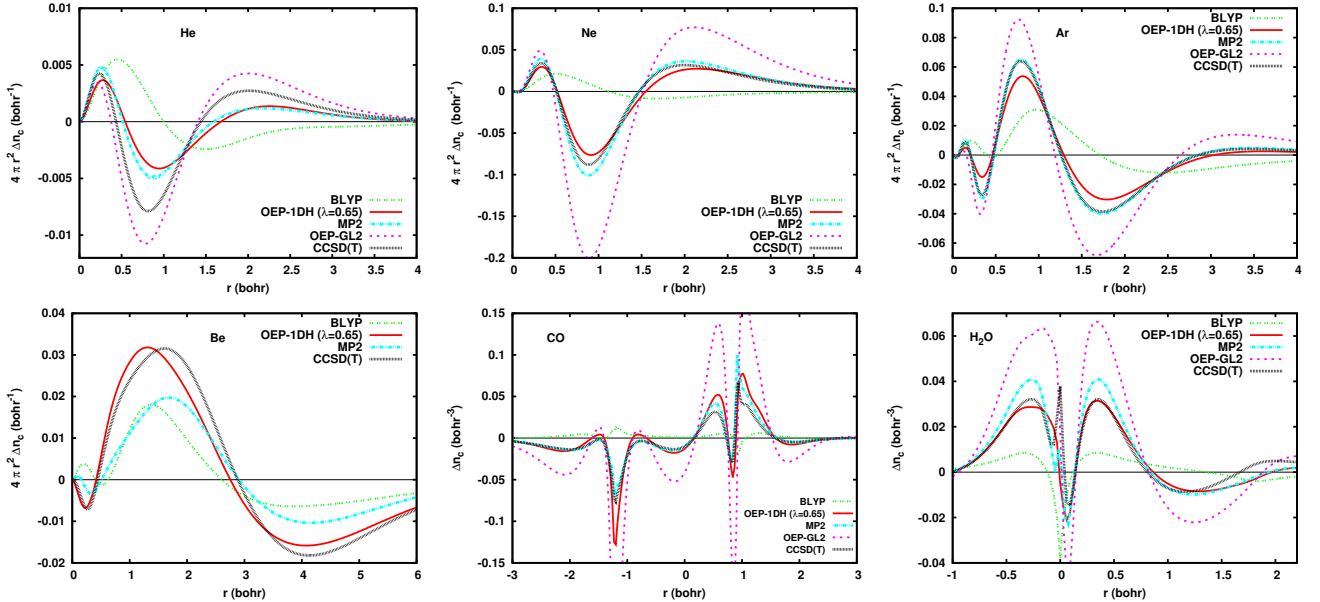 He
4 π r² Δn_c (bohr⁻¹)
0.01
0.005
0
-0.005
-0.01
0 0.5 1 1.5 2 2.5 3 3.5 4
r (bohr)
BLYP
OEP-1DH (λ=0.65)
MP2
OEP-GL2
CCSD(T)
Ne
4 π r² Δn_c (bohr⁻¹)
0.1
0.05
0
-0.05
-0.1
-0.15
-0.2
0 0.5 1 1.5 2 2.5 3 3.5 4
r (bohr)
BLYP
OEP-1DH (λ=0.65)
MP2
OEP-GL2
CCSD(T)
Ar
4 π r² Δn_c (bohr⁻¹)
0.1
0.08
0.06
0.04
0.02
0
-0.02
-0.04
-0.06
0 0.5 1 1.5 2 2.5 3 3.5 4
r (bohr)
BLYP
OEP-1DH (λ=0.65)
MP2
OEP-GL2
CCSD(T)
Be
4 π r² Δn_c (bohr⁻¹)
0.04
0.03
0.02
0.01
0
-0.01
-0.02
0 1 2 3 4 5 6
r (bohr)
BLYP
OEP-1DH (λ=0.65)
MP2
CCSD(T)
CO
Δn_c (bohr⁻³)
0.15
0.1
0.05
0
-0.05
-0.1
-0.15
-3 -2 -1 0 1 2 3
r (bohr)
BLYP
OEP-1DH (λ=0.65)
MP2
OEP-GL2
CCSD(T)
H₂O
Δn_c (bohr⁻³)
0.06
0.04
0.02
0
-0.02
-0.04
-1 -0.5 0 0.5 1 1.5 2
r (bohr)
BLYP
OEP-1DH (λ=0.65)
MP2
OEP-GL2
CCSD(T)